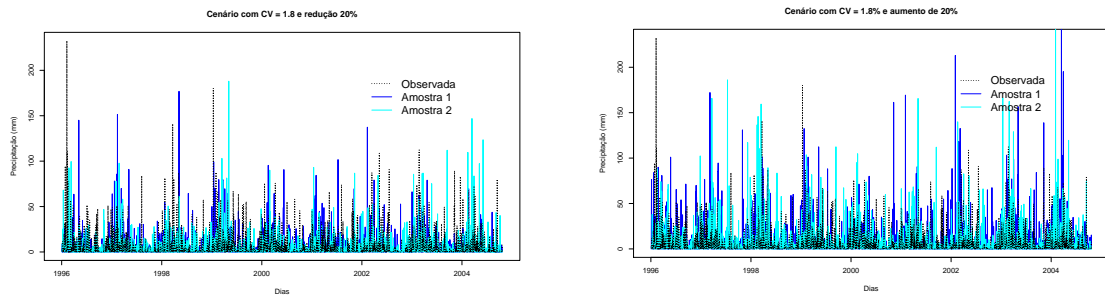 Cenário com CV = 1.8 e redução 20%
Precipitação (mm)
200
150
100
50
0
Observada
Amostra 1
Amostra 2
1996
1998
2000
2002
2004
Dias
Cenário com CV = 1.8% e aumento de 20%
Precipitação (mm)
200
150
100
50
0
Observada
Amostra 1
Amostra 2
1996
1998
2000
2002
2004
Dias